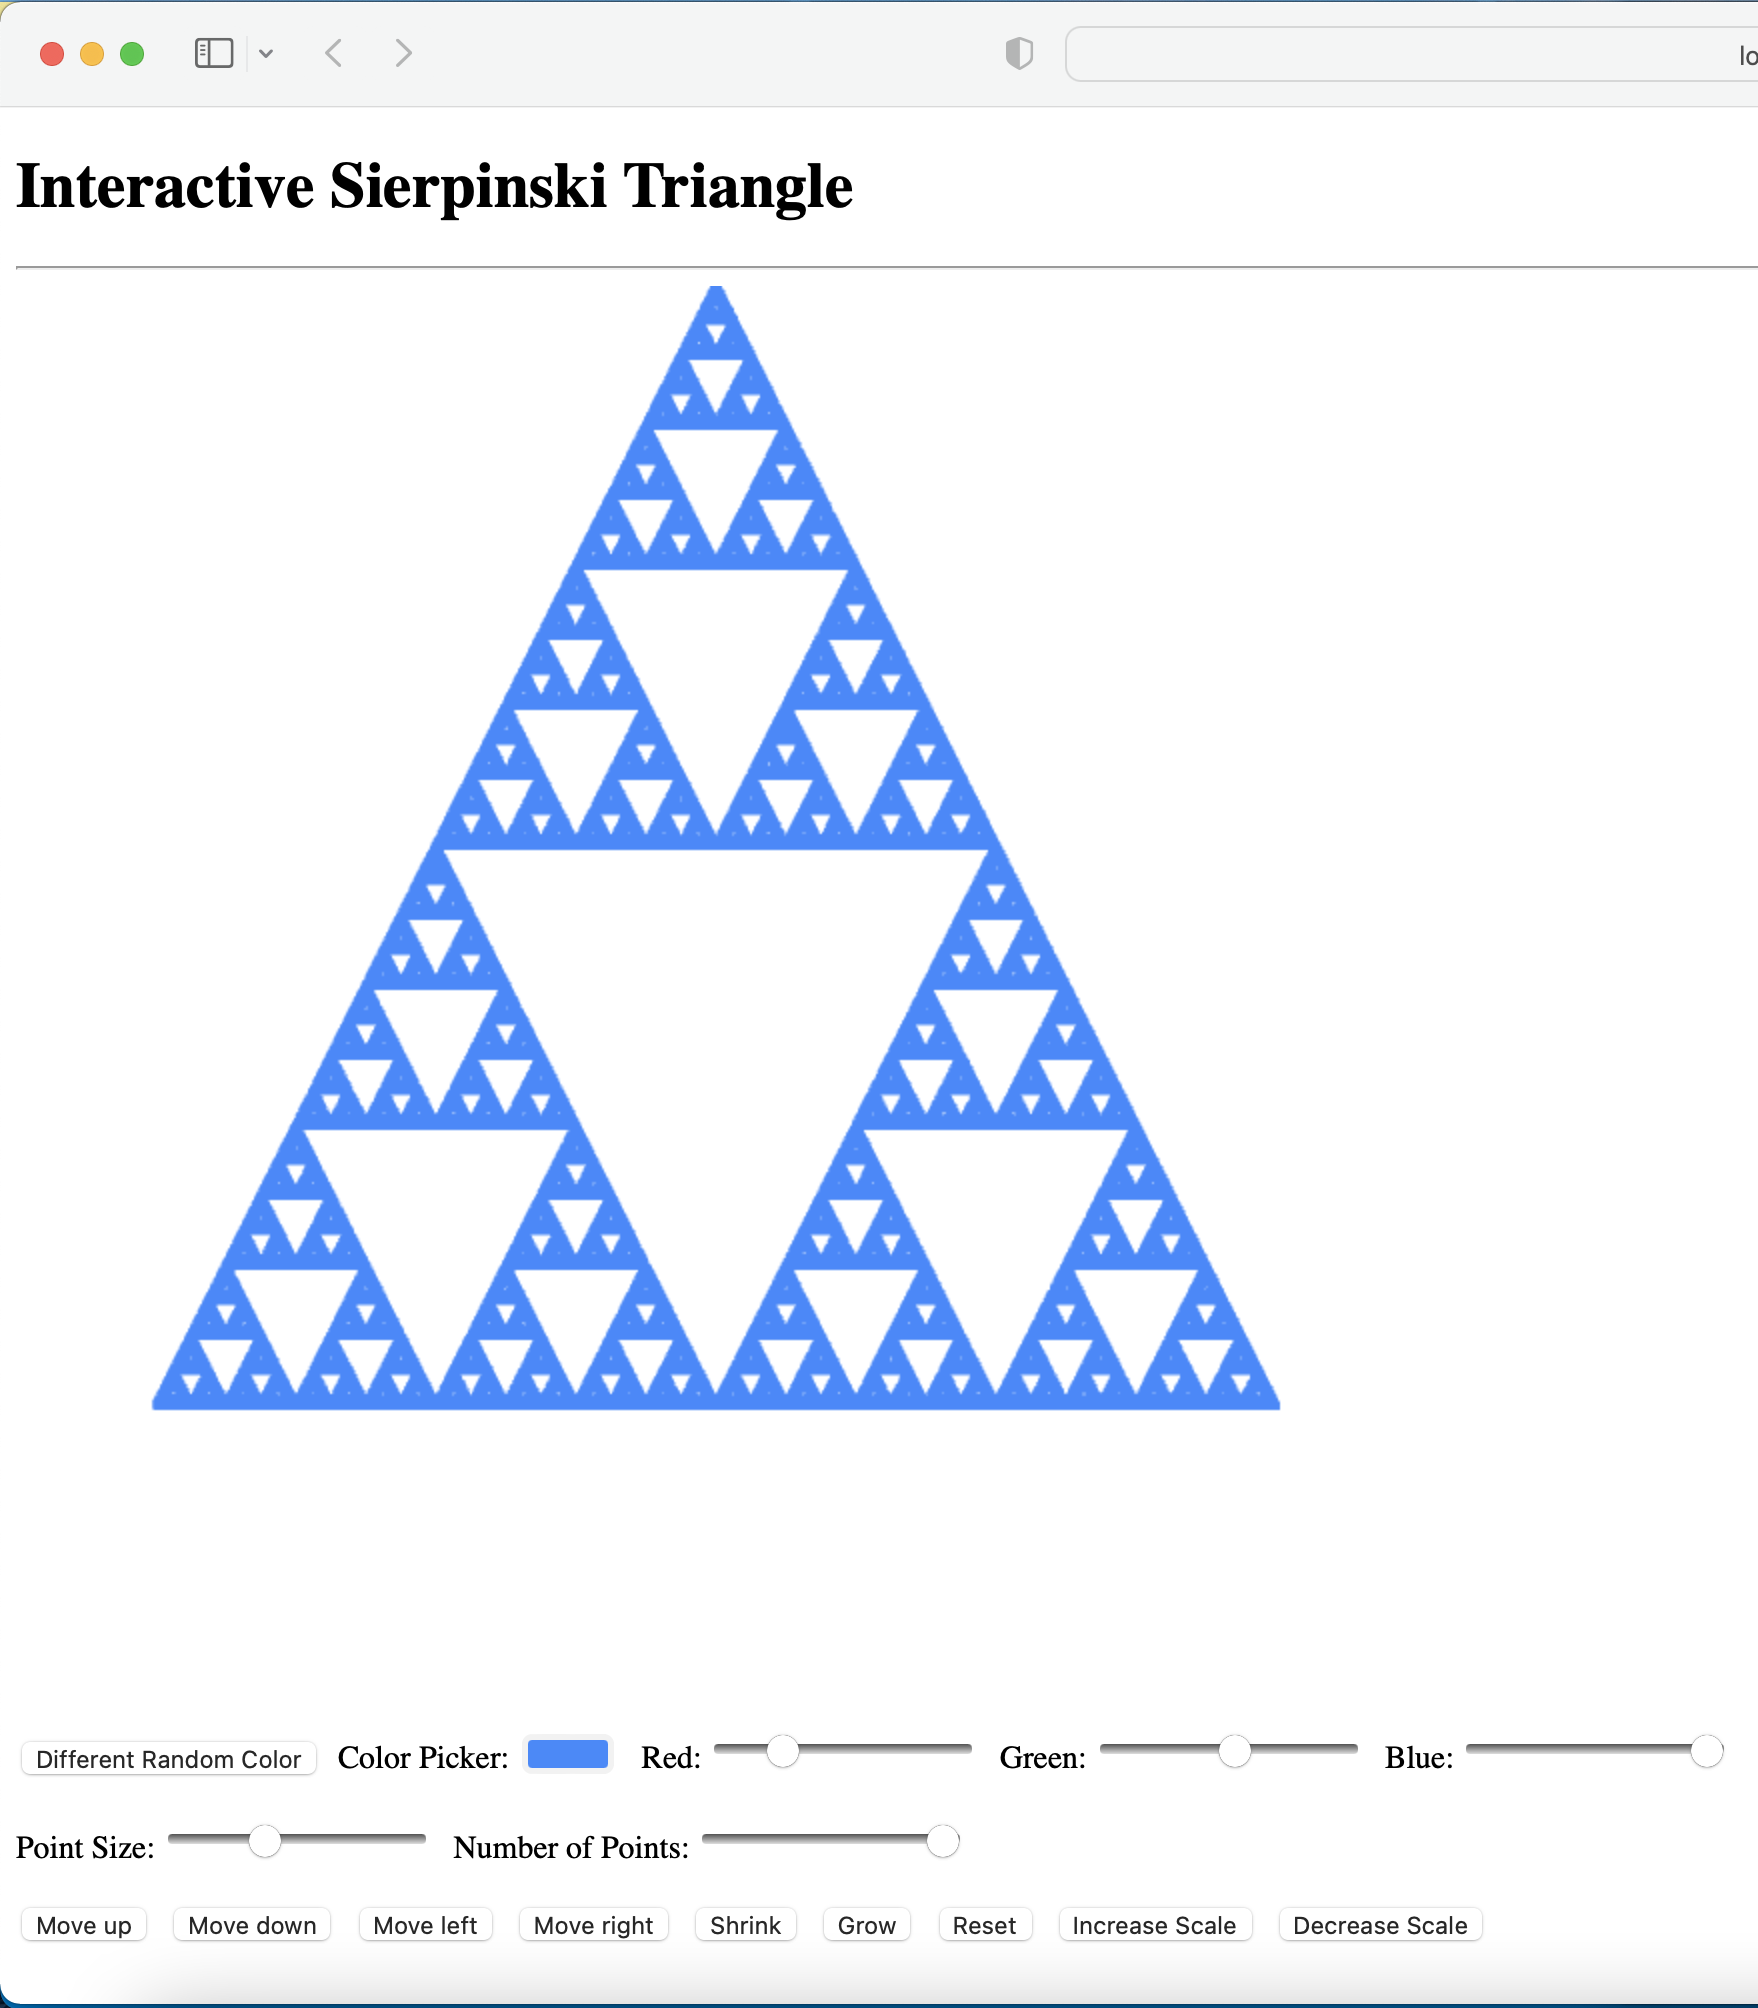 lo
Interactive Sierpinski Triangle
Different Random Color Color Picker: Red: Green: Blue:
Point Size: Number of Points:
Move up Move down Move left Move right Shrink Grow Reset Increase Scale Decrease Scale